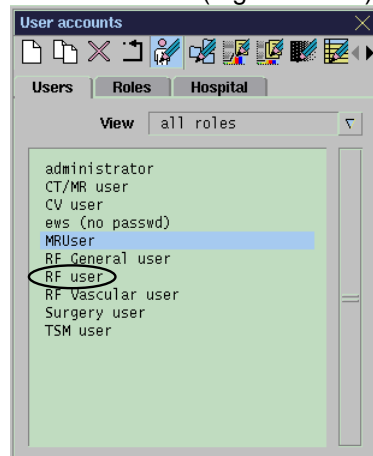 User accounts
Users Roles Hospital
View all roles
administrator
CT/MR user
CV user
ews (no passwd)
MRUser
RF General user
RF user
RF Vascular user
Surgery user
TSM user